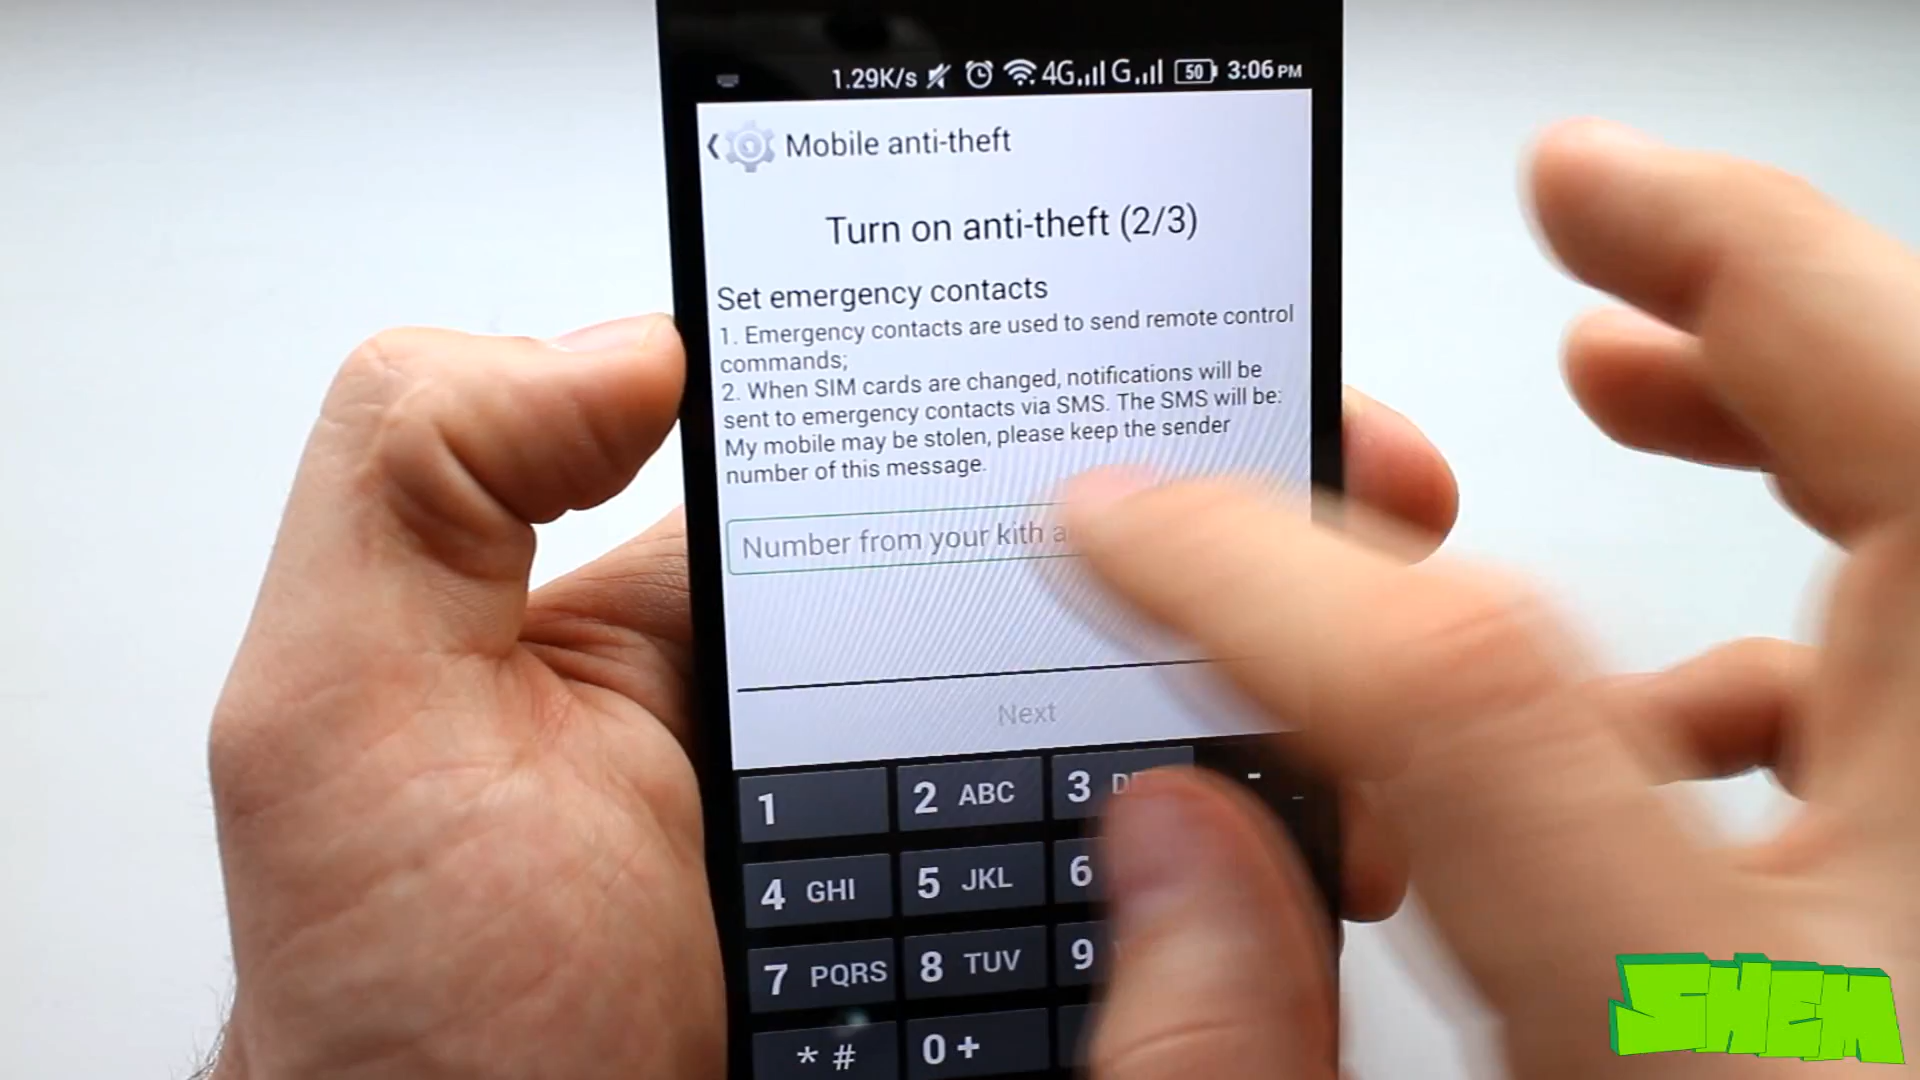 1.29K/s 4G G 50 3:06 PM
Mobile anti-theft
Turn on anti-theft (2/3)
Set emergency contacts
1. Emergency contacts are used to send remote control
commands;
2. When SIM cards are changed, notifications will be
sent to emergency contacts via SMS. The SMS will be:
My mobile may be stolen, please keep the sender
number of this message.
Number from your kith
Next
1 2 ABC 3 -
4 GHI 5 JKL 6
7 PQRS 8 TUV 9
* # 0 +